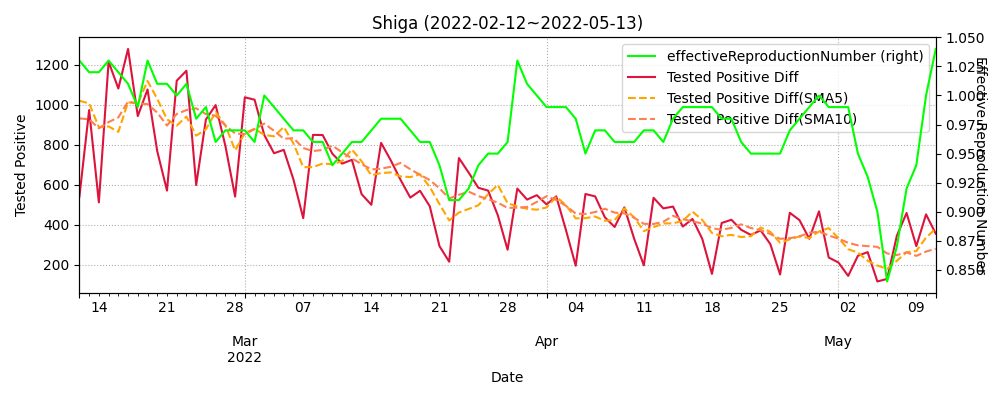 Shiga (2022-02-12~2022-05-13)
effectiveReproductionNumber (right)
Tested Positive Diff
Tested Positive Diff(SMA5)
Tested Positive Diff(SMA10)
Tested Positive
1200
1000
800
600
400
200
1.050
1.025
1.000
0.975
0.950
0.925
0.900
0.875
0.850
Effective Reproduction Number
14 21 28 07 14 21 28 04 11 18 25 02 09
Mar Apr May
2022
Date